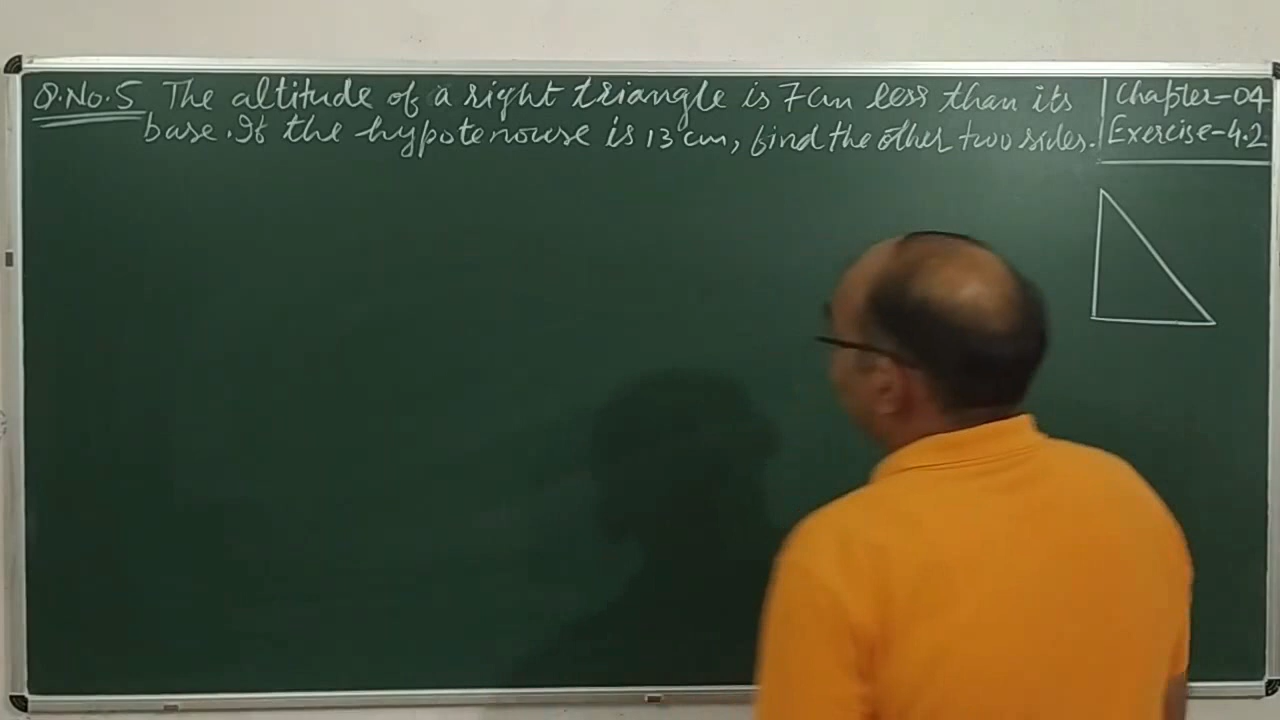 Q.No.5 The altitude of a right triangle is 7cm less than its
base. If the hypotenouse is 13 cm, find the other two sides.
Chapter-04
Exercise-4.2